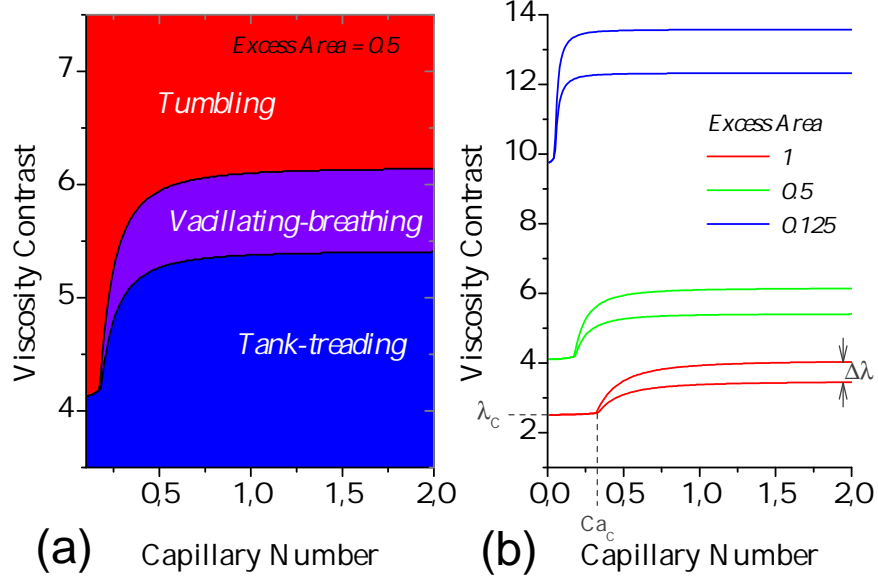 Excess Area = 0.5
Tumbling
Vacillating-breathing
Tank-treading
Viscosity Contrast
7
6
5
4
0,5
1,0
1,5
2,0
Capillary Number
(a)
Viscosity Contrast
14
12
10
8
6
4
2
Excess Area
1
0.5
0.125
Δλ
λc
0,0
0,5
1,0
1,5
2,0
Cac
Capillary Number
(b)